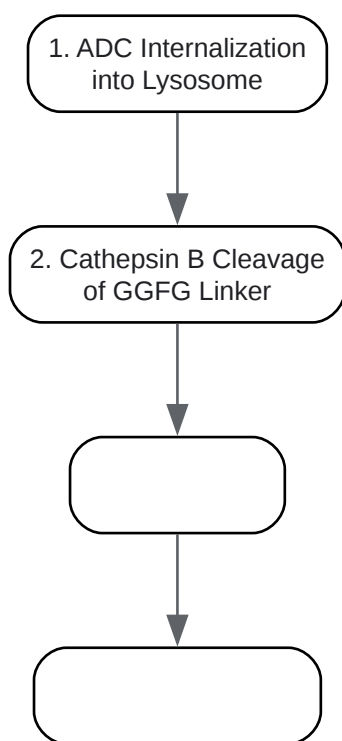 1. ADC Internalization
into Lysosome
2. Cathepsin B Cleavage
of GGFG Linker